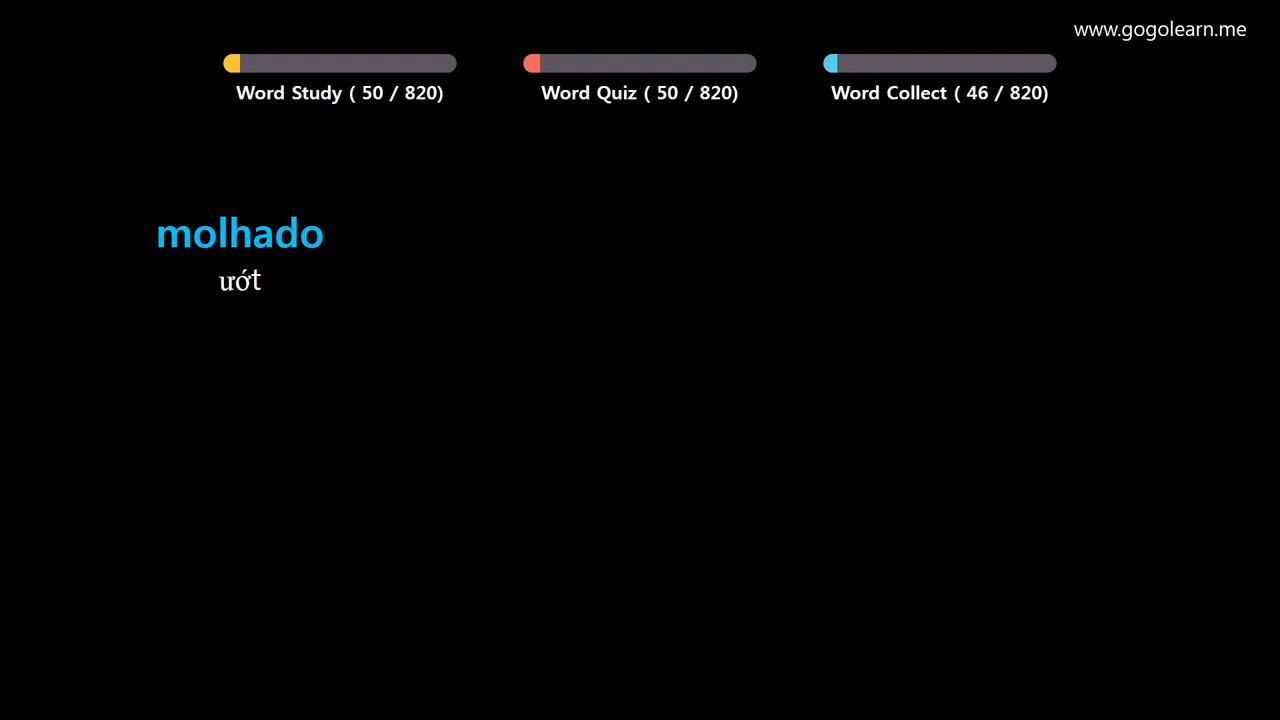 www.gogolearn.me
Word Study ( 50 / 820)
Word Quiz ( 50 / 820)
Word Collect ( 46 / 820)
molhado
ướt